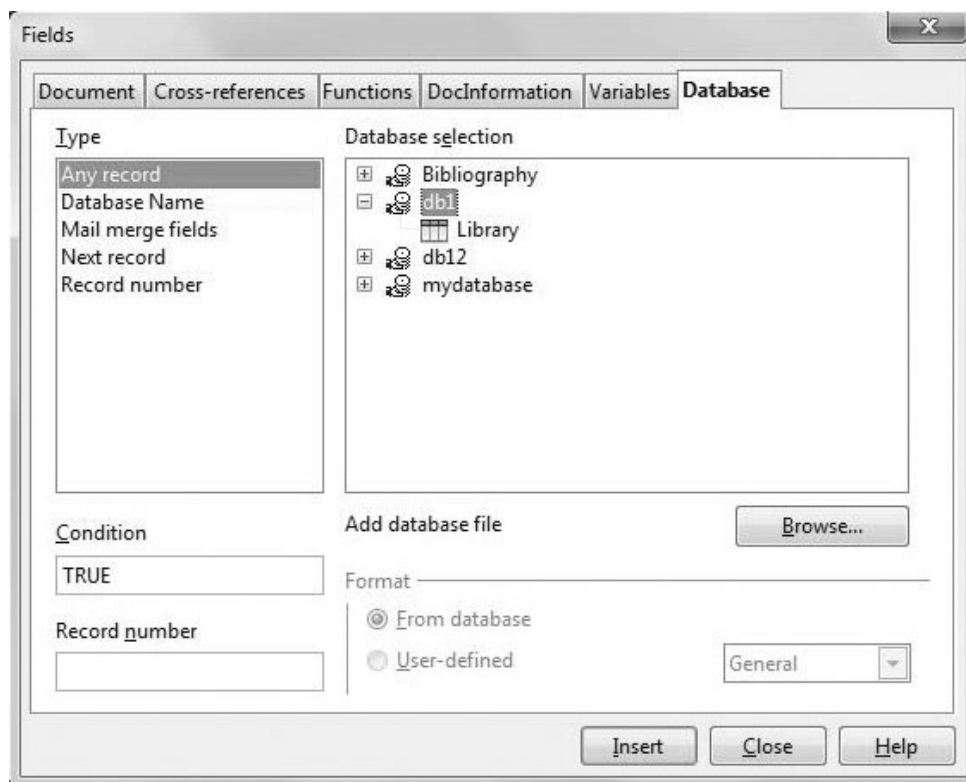 Fields
Document Cross-references Functions DocInformation Variables Database
Type
Any record
Database Name
Mail merge fields
Next record
Record number
Database selection
Bibliography
db1
Library
db12
mydatabase
Condition
TRUE
Record number
Add database file
Browse...
Format
From database
User-defined
General
Insert Close Help